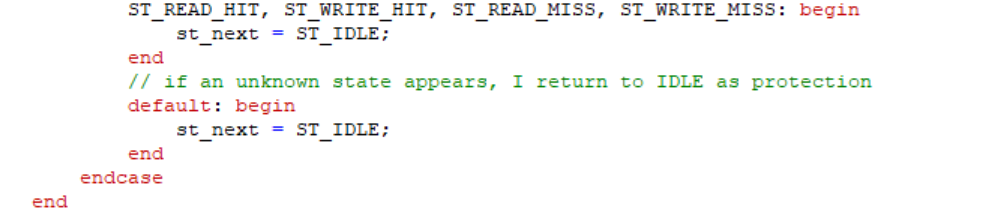 ST_READ_HIT, ST_WRITE_HIT, ST_READ_MISS, ST_WRITE_MISS: begin
st_next = ST_IDLE;
end
// if an unknown state appears, I return to IDLE as protection
default: begin
st_next = ST_IDLE;
end
endcase
end